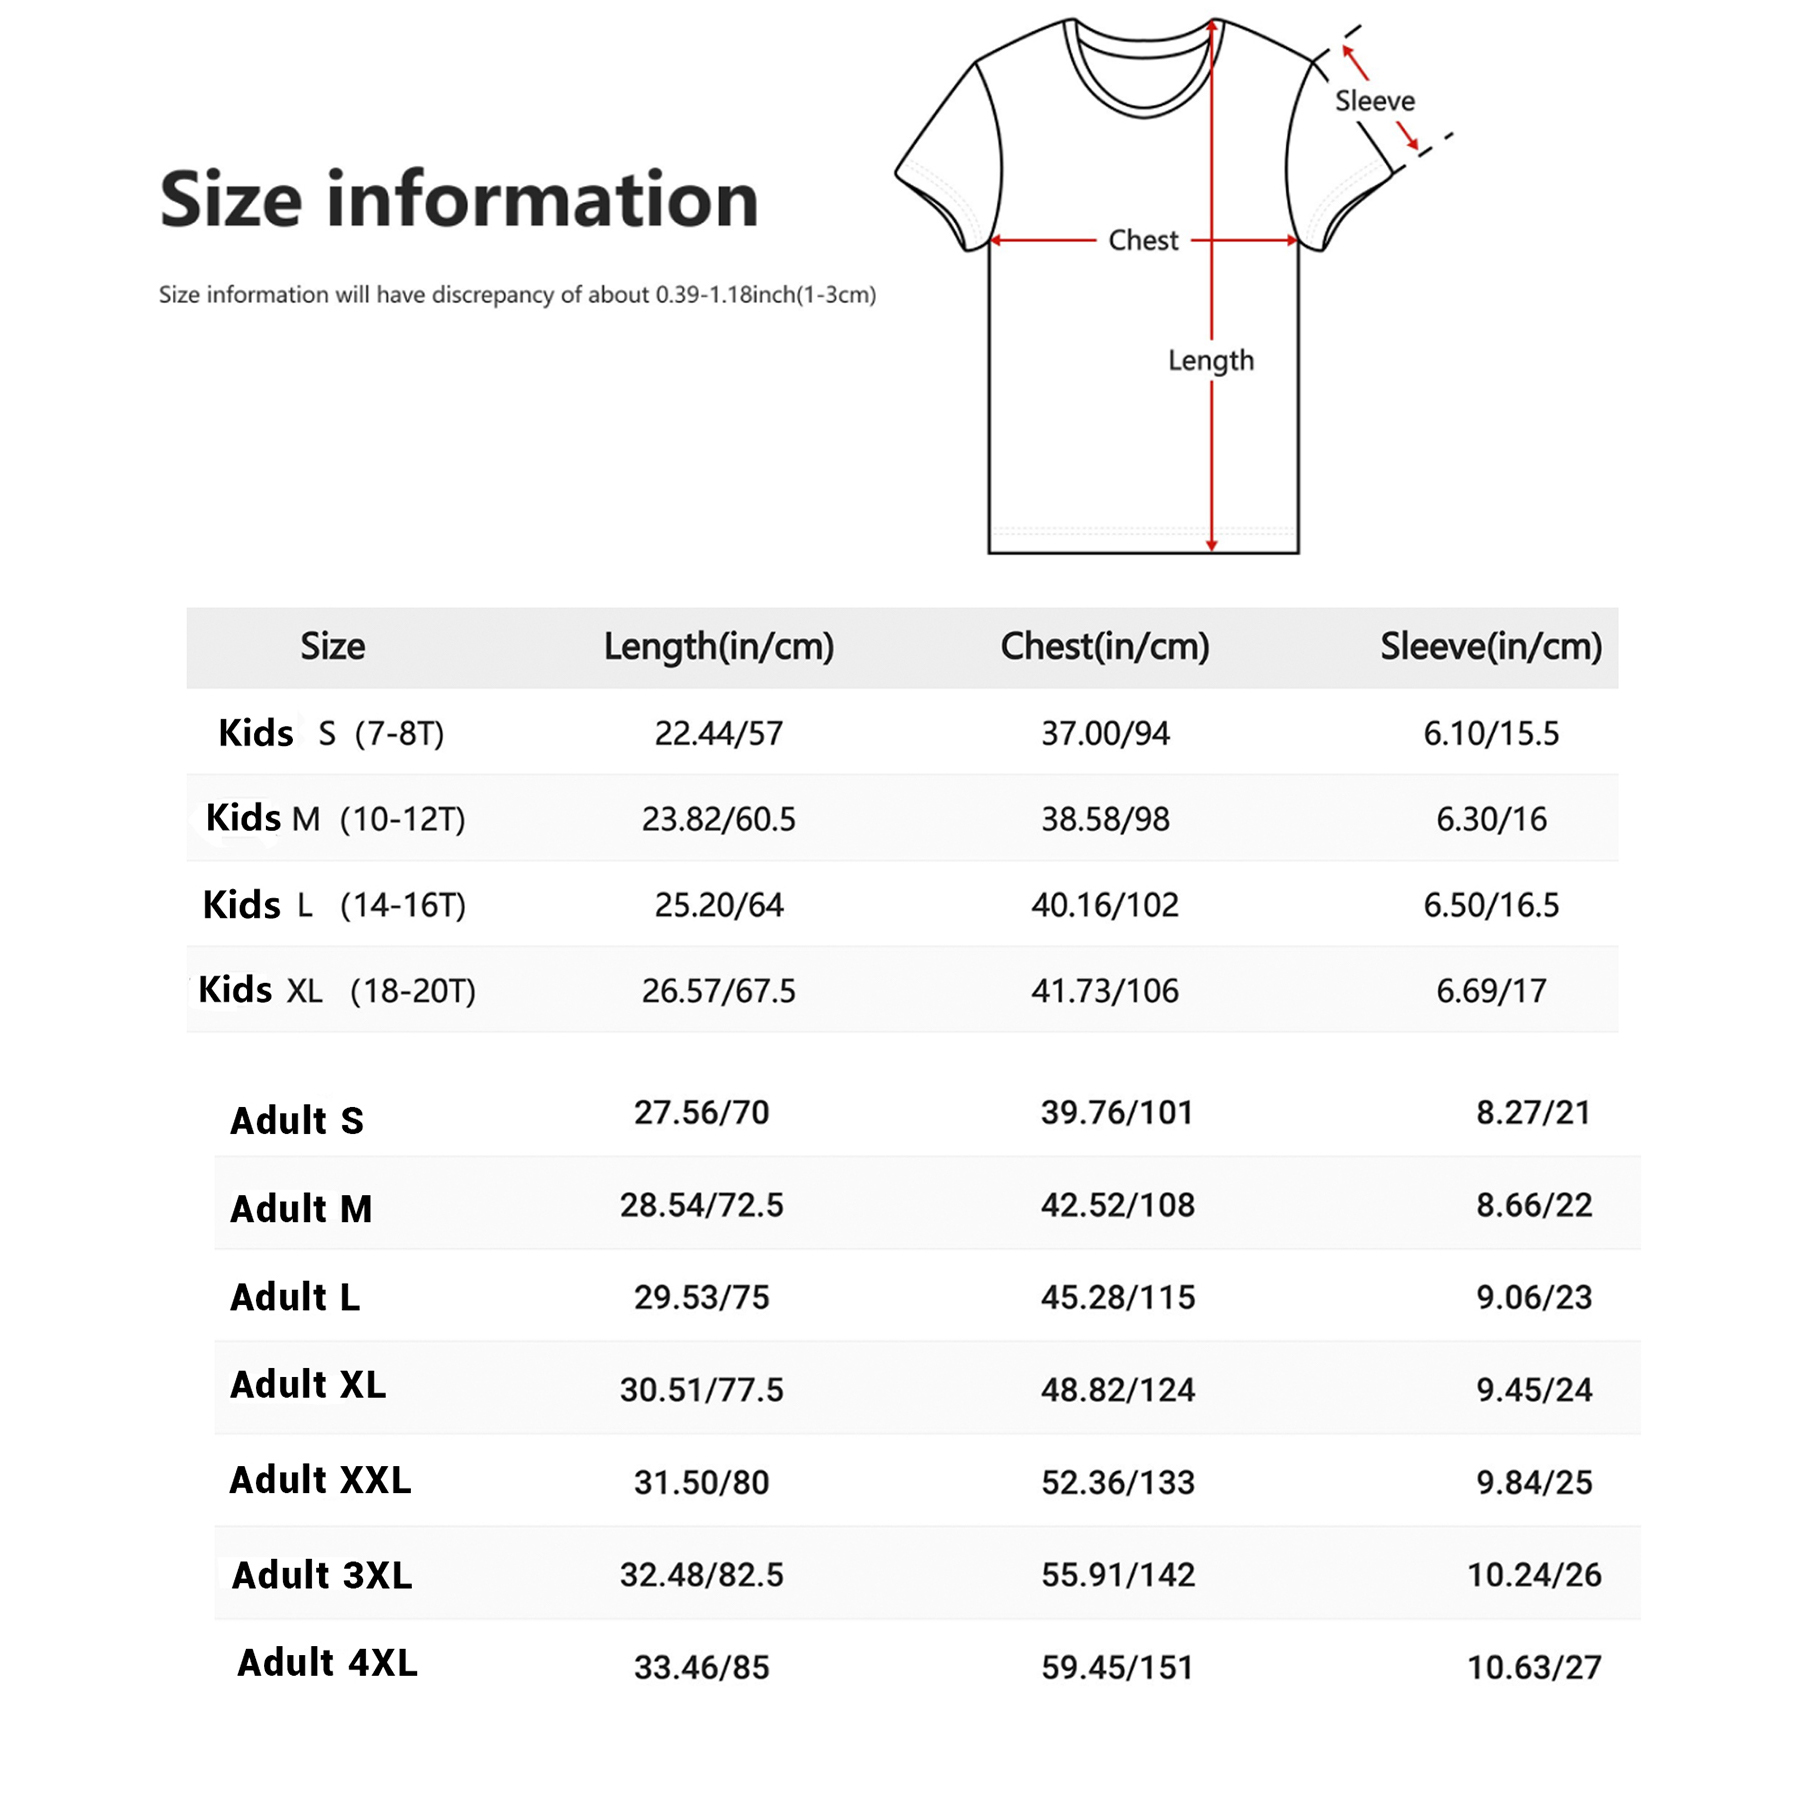 Size information
Size information will have discrepancy of about 0.39-1.18inch(1-3cm)
Sleeve
Chest
Length
Size Length(in/cm) Chest(in/cm) Sleeve(in/cm)
Kids S (7-8T) 22.44/57 37.00/94 6.10/15.5
Kids M (10-12T) 23.82/60.5 38.58/98 6.30/16
Kids L (14-16T) 25.20/64 40.16/102 6.50/16.5
Kids XL (18-20T) 26.57/67.5 41.73/106 6.69/17
Adult S 27.56/70 39.76/101 8.27/21
Adult M 28.54/72.5 42.52/108 8.66/22
Adult L 29.53/75 45.28/115 9.06/23
Adult XL 30.51/77.5 48.82/124 9.45/24
Adult XXL 31.50/80 52.36/133 9.84/25
Adult 3XL 32.48/82.5 55.91/142 10.24/26
Adult 4XL 33.46/85 59.45/151 10.63/27